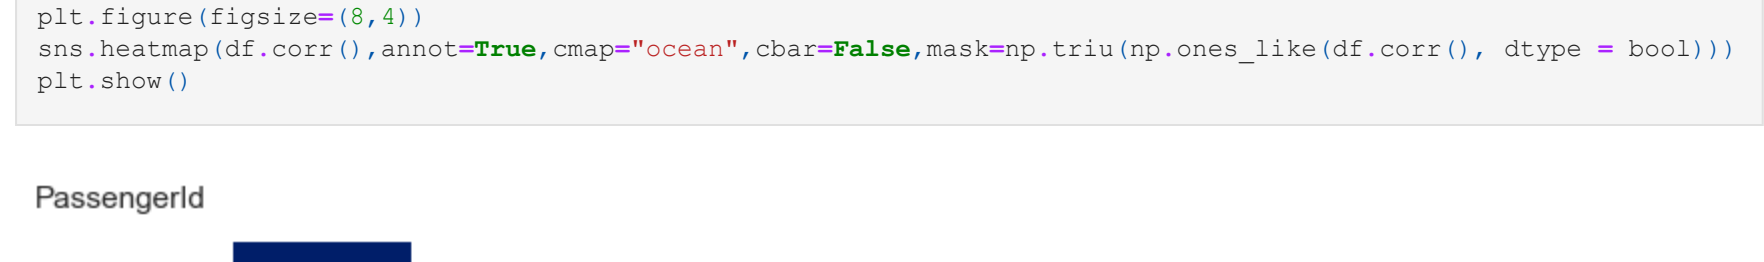 plt.figure(figsize=(8,4))
sns.heatmap(df.corr(),annot=True,cmap="ocean",cbar=False,mask=np.triu(np.ones_like(df.corr(), dtype = bool)))
plt.show()
PassengerId